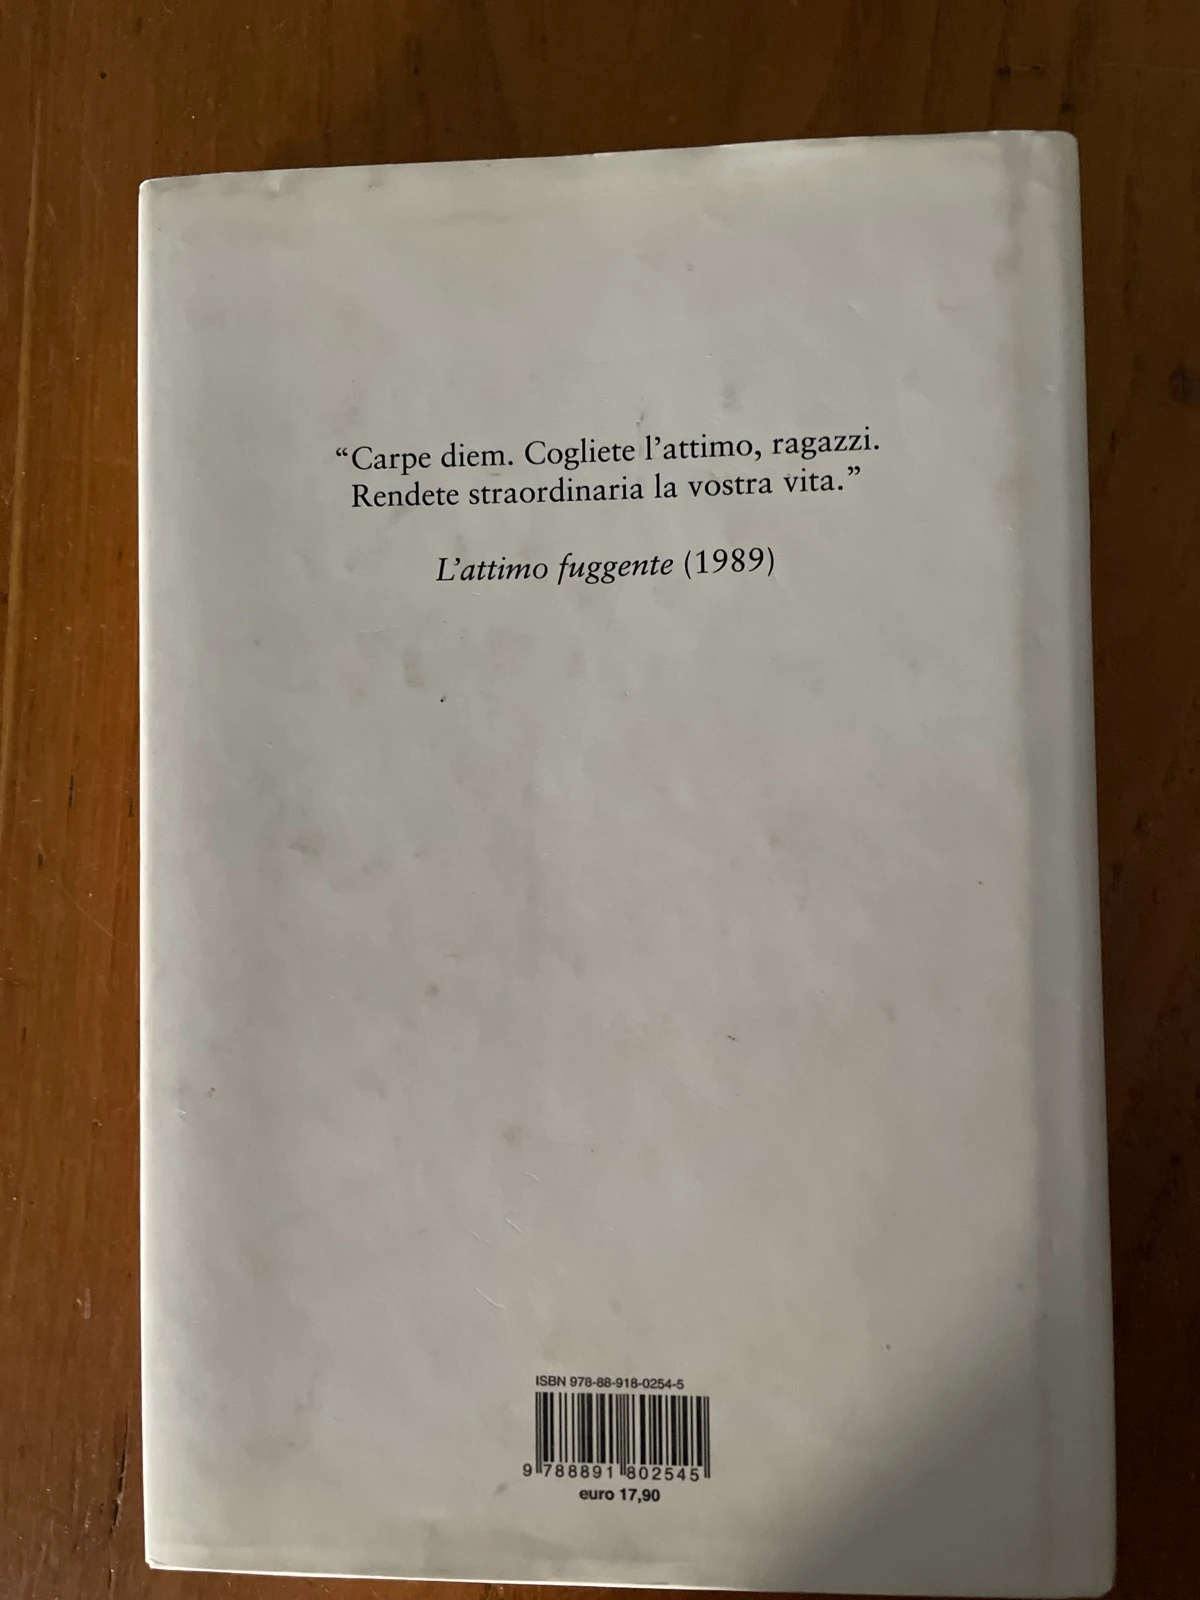 “Carpe diem. Cogliete l’attimo, ragazzi.
Rendete straordinaria la vostra vita.”
L’attimo fuggente (1989)
ISBN 978-88-918-0254-5
9 788891 802545
euro 17,90